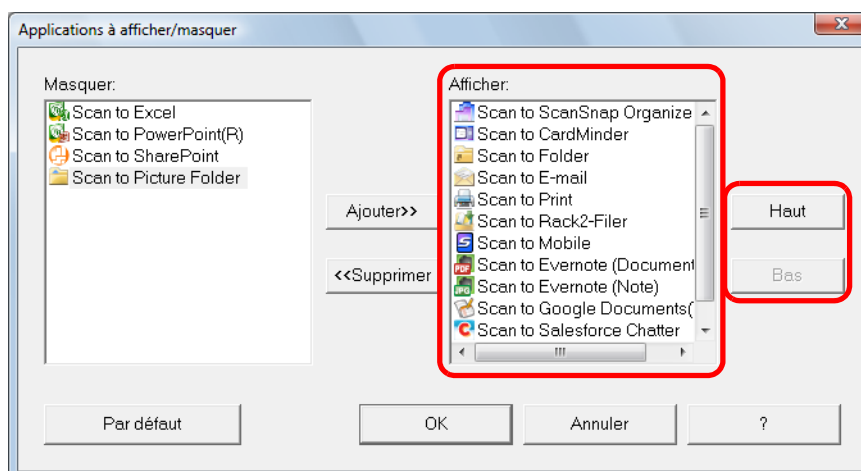 Applications à afficher/masquer
Masquer:
Scan to Excel
Scan to PowerPoint(R)
Scan to SharePoint
Scan to Picture Folder
Ajouter>>
<<Supprimer
Afficher:
Scan to ScanSnap Organize
Scan to CardMinder
Scan to Folder
Scan to E-mail
Scan to Print
Scan to Rack2-Filer
Scan to Mobile
Scan to Evernote (Document
Scan to Evernote (Note)
Scan to Google Documents(
Scan to Salesforce Chatter
Haut
Bas
Par défaut
OK
Annuler
?